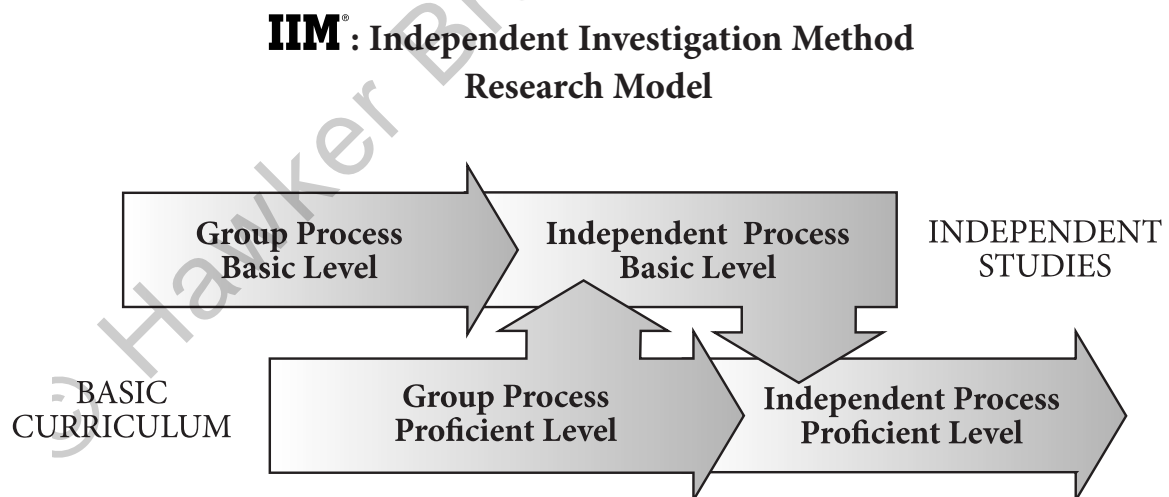 IIM® : Independent Investigation Method
Research Model
Group Process
Basic Level
Independent Process
Basic Level
INDEPENDENT
STUDIES
BASIC
CURRICULUM
Group Process
Proficient Level
Independent Process
Proficient Level
© Hawker